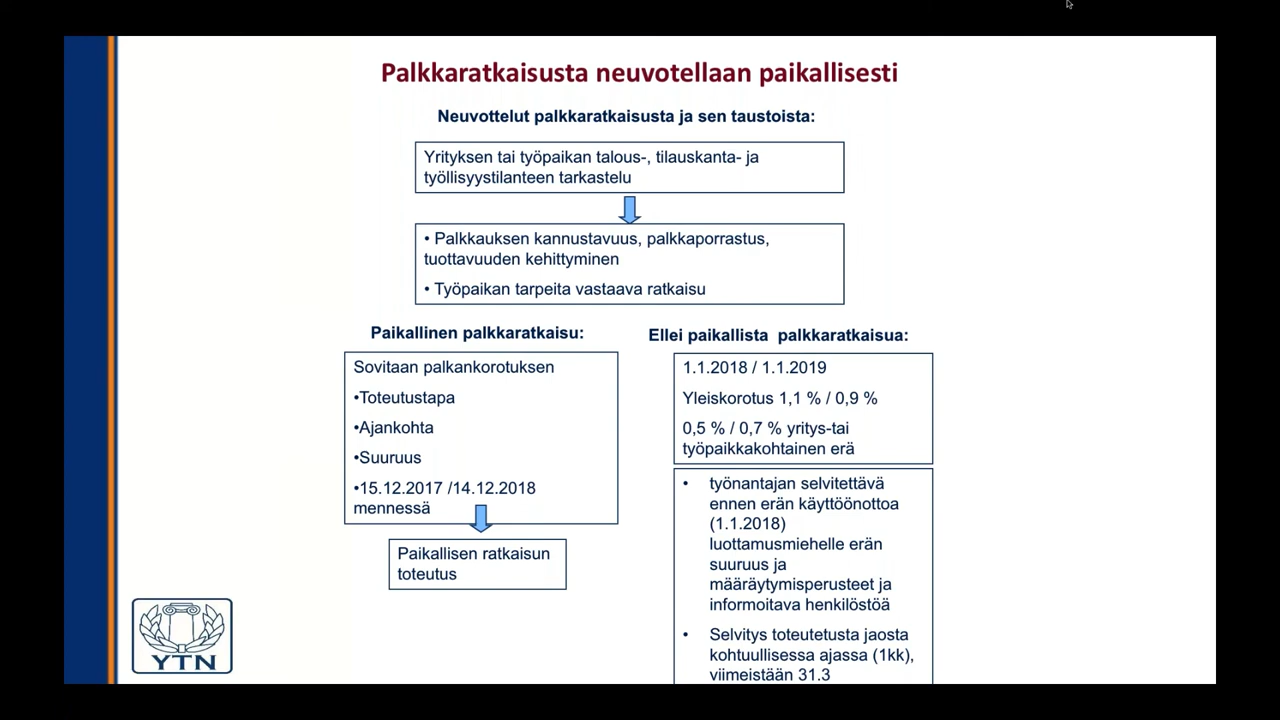 Palkkaratkaisusta neuvotellaan paikallisesti
Neuvottelut palkkaratkaisusta ja sen taustoista:
Yrityksen tai työpaikan talous-, tilauskanta- ja
työllisyystilanteen tarkastelu
• Palkkauksen kannustavuus, palkkaporrastus,
tuottavuuden kehittyminen
• Työpaikan tarpeita vastaava ratkaisu
Paikallinen palkkaratkaisu:
Sovitaan palkankorotuksen
•Toteutustapa
•Ajankohta
•Suuruus
•15.12.2017 /14.12.2018
mennessä
Paikallisen ratkaisun
toteutus
Ellei paikallista palkkaratkaisua:
1.1.2018 / 1.1.2019
Yleiskorotus 1,1 % / 0,9 %
0,5 % / 0,7 % yritys-tai
työpaikkakohtainen erä
• työnantajan selvitettävä
ennen erän käyttöönottoa
(1.1.2018)
luottamusmiehelle erän
suuruus ja
määräytymisperusteet ja
informoitava henkilöstöä
• Selvitys toteutetusta jaosta
kohtuullisessa ajassa (1kk),
viimeistään 31.3
YTN